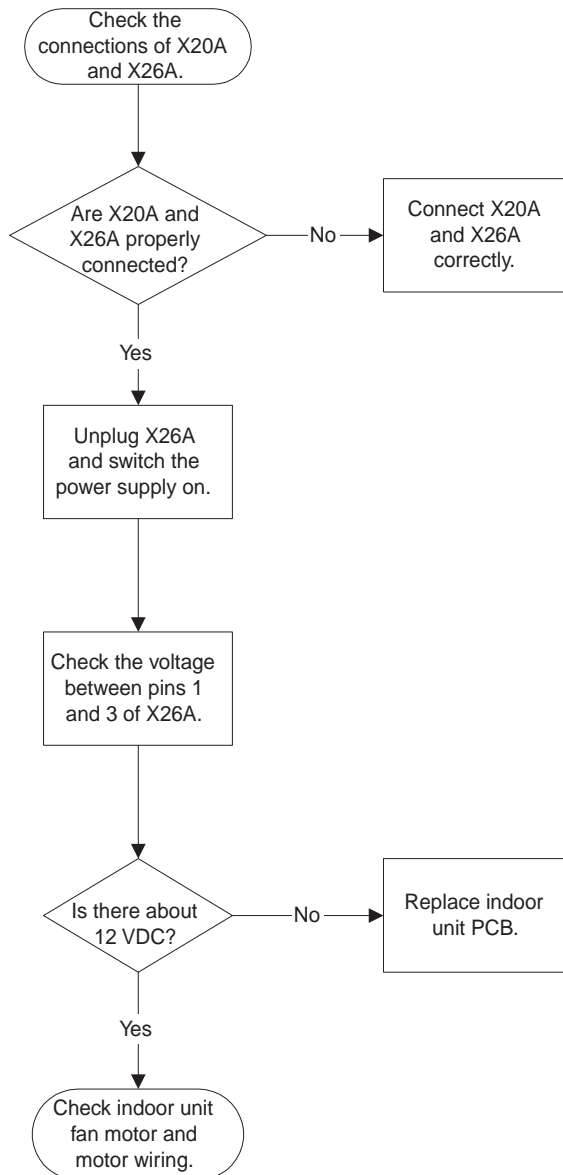 Check the
connections of X20A
and X26A.
Are X20A and
X26A properly
connected?
No
Connect X20A
and X26A
correctly.
Yes
Unplug X26A
and switch the
power supply on.
Check the voltage
between pins 1
and 3 of X26A.
Is there about
12 VDC?
No
Replace indoor
unit PCB.
Yes
Check indoor unit
fan motor and
motor wiring.